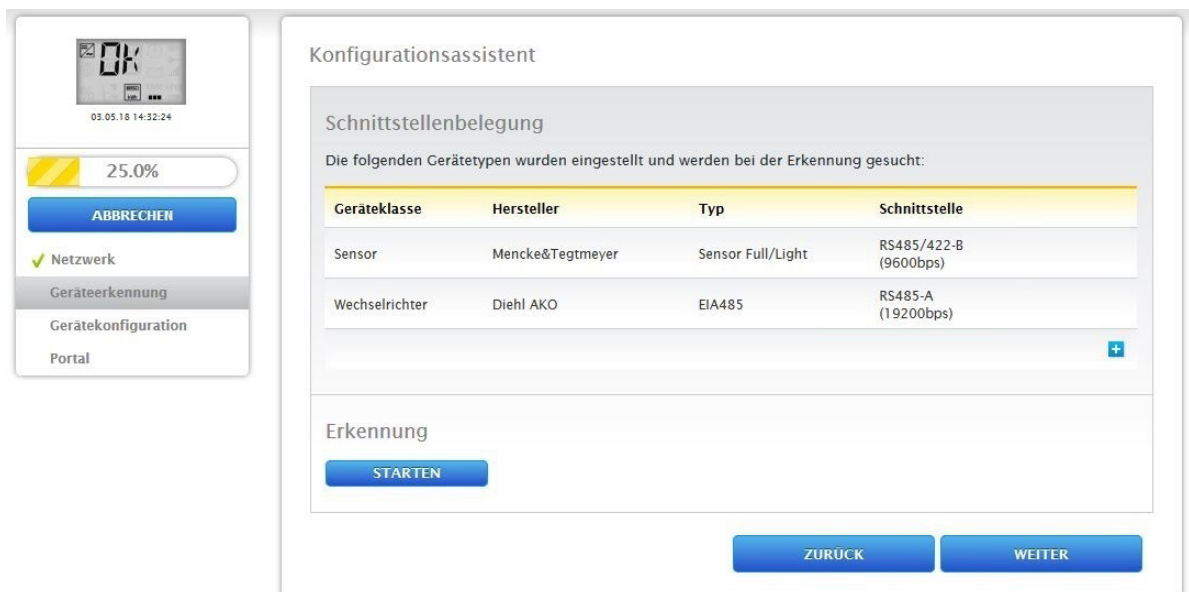 OK
03.05.18 14:32:24
25.0%
ABBRECHEN
Netzwerk
Geräteerkennung
Gerätekonfiguration
Portal
Konfigurationsassistent
Schnittstellenbelegung
Die folgenden Gerätetypen wurden eingestellt und werden bei der Erkennung gesucht:
Geräteklasse Hersteller Typ Schnittstelle
Sensor Mencke&Tegtmeyer Sensor Full/Light RS485/422-B
(9600bps)
Wechselrichter Diehl AKO EIA485 RS485-A
(19200bps)
Erkennung
STARTEN
ZURÜCK WEITER